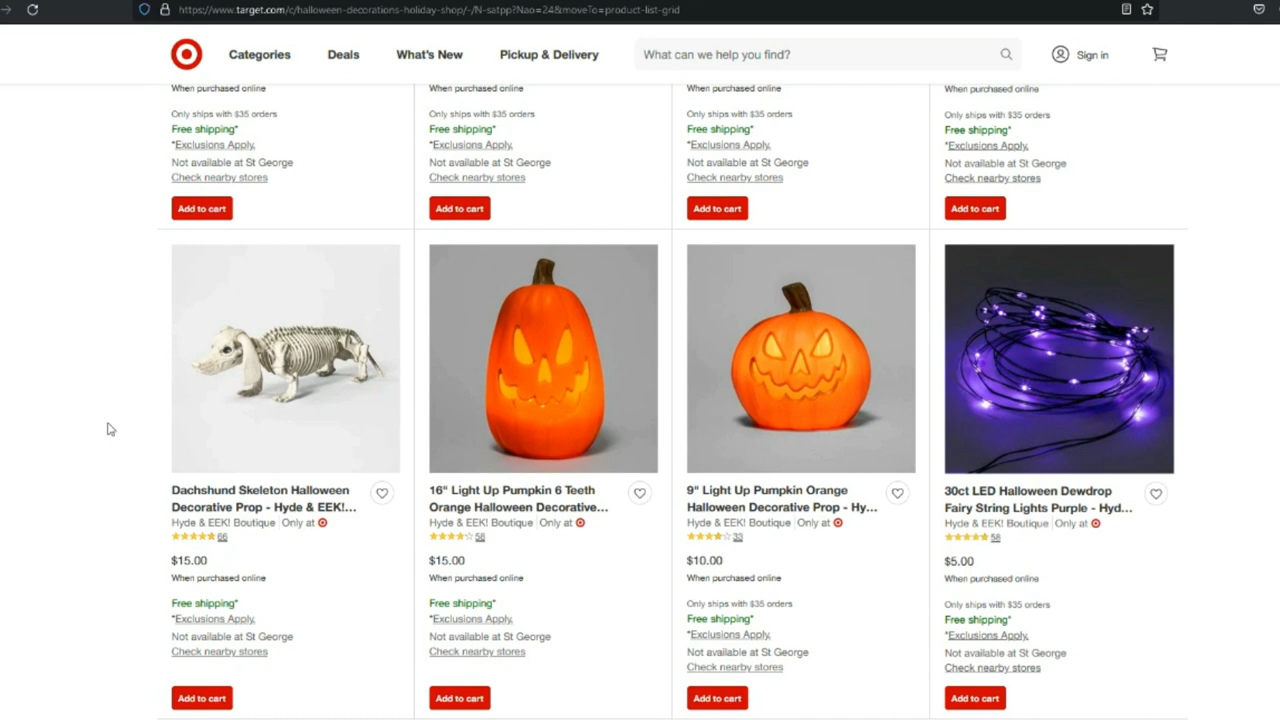 https://www.target.com/c/halloween-decorations-holiday-shop/-/N-5atpp?Nao=24&moveTo=product-list-grid
Categories Deals What's New Pickup & Delivery What can we help you find? Sign in
When purchased online When purchased online When purchased online When purchased online
Only ships with $35 orders Only ships with $35 orders Only ships with $35 orders Only ships with $35 orders
Free shipping* Free shipping* Free shipping* Free shipping*
*Exclusions Apply. *Exclusions Apply. *Exclusions Apply. *Exclusions Apply.
Not available at St George Not available at St George Not available at St George Not available at St George
Check nearby stores Check nearby stores Check nearby stores Check nearby stores
Add to cart Add to cart Add to cart Add to cart
Dachshund Skeleton Halloween
Decorative Prop - Hyde & EEK!...
Hyde & EEK! Boutique Only at
66
$15.00
When purchased online
Free shipping*
*Exclusions Apply.
Not available at St George
Check nearby stores
Add to cart
16" Light Up Pumpkin 6 Teeth
Orange Halloween Decorative...
Hyde & EEK! Boutique Only at
58
$15.00
When purchased online
Free shipping*
*Exclusions Apply.
Not available at St George
Check nearby stores
Add to cart
9" Light Up Pumpkin Orange
Halloween Decorative Prop - Hy...
Hyde & EEK! Boutique Only at
33
$10.00
When purchased online
Only ships with $35 orders
Free shipping*
*Exclusions Apply.
Not available at St George
Check nearby stores
Add to cart
30ct LED Halloween Dewdrop
Fairy String Lights Purple - Hyd...
Hyde & EEK! Boutique Only at
58
$5.00
When purchased online
Only ships with $35 orders
Free shipping*
*Exclusions Apply.
Not available at St George
Check nearby stores
Add to cart